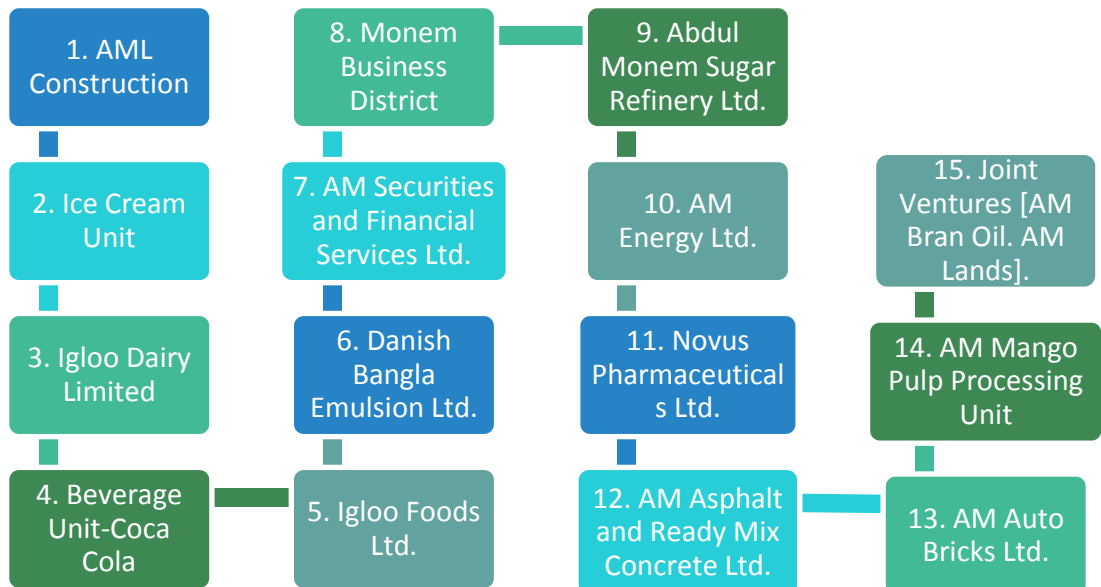 1. AML
Construction
2. Ice Cream
Unit
3. Igloo Dairy
Limited
4. Beverage
Unit-Coca
Cola
5. Igloo Foods
Ltd.
6. Danish
Bangla
Emulsion Ltd.
7. AM Securities
and Financial
Services Ltd.
8. Monem
Business
District
9. Abdul
Monem Sugar
Refinery Ltd.
10. AM
Energy Ltd.
11. Novus
Pharmaceutical
s Ltd.
12. AM Asphalt
and Ready Mix
Concrete Ltd.
13. AM Auto
Bricks Ltd.
14. AM Mango
Pulp Processing
Unit
15. Joint
Ventures [AM
Bran Oil. AM
Lands].